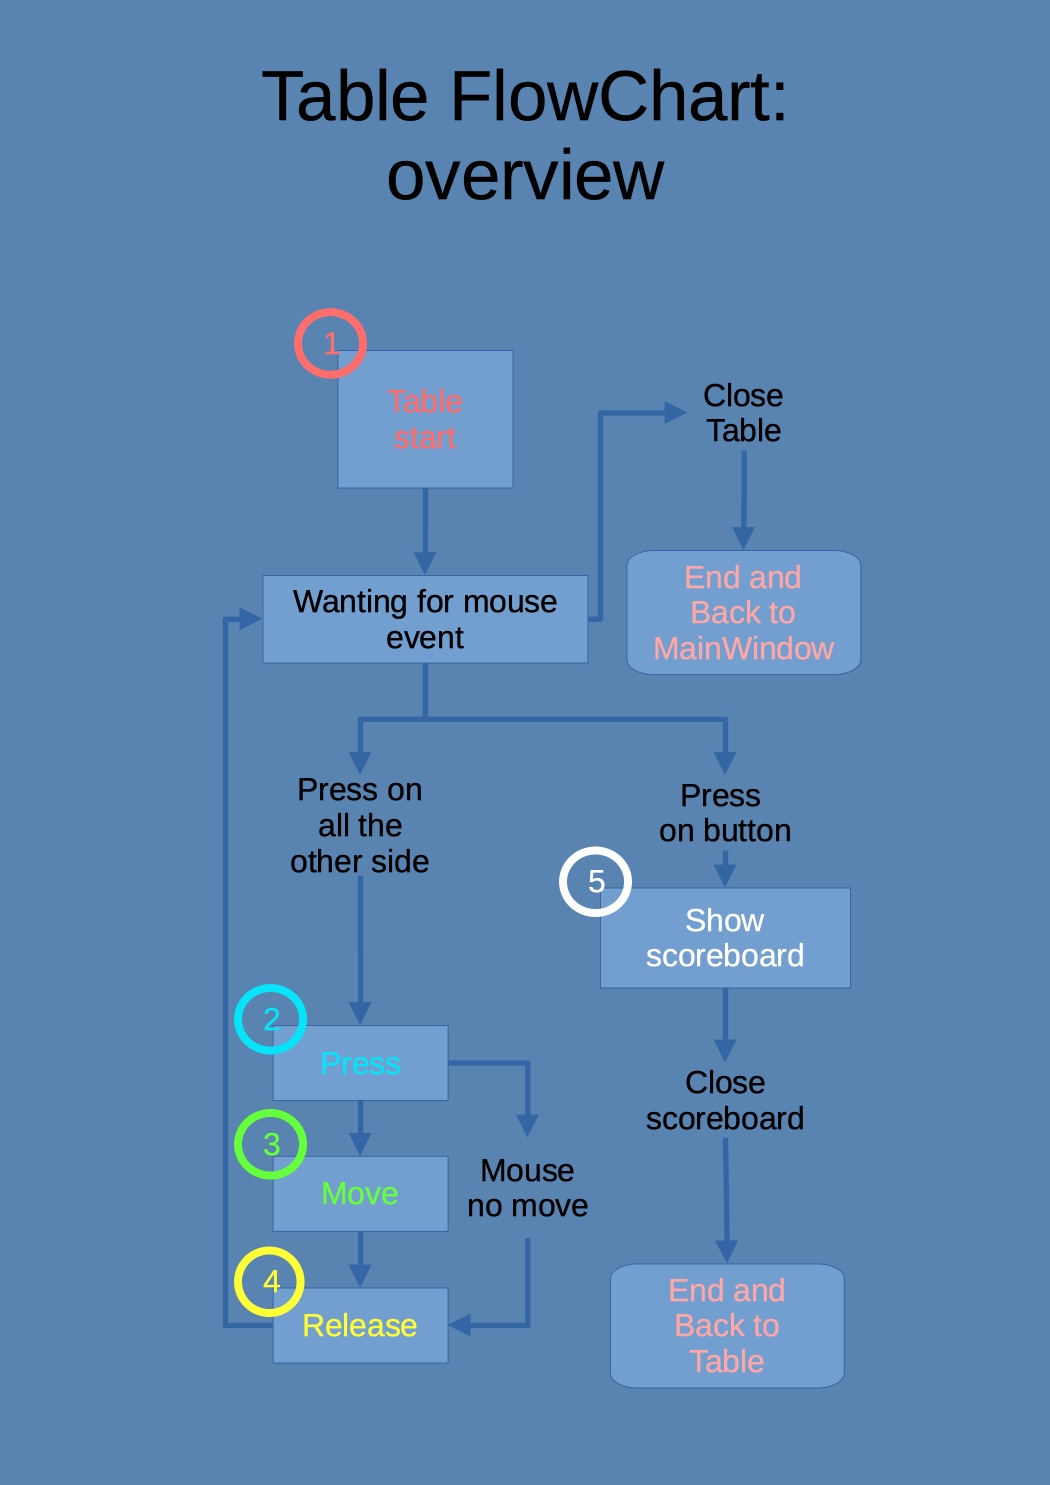 Table FlowChart:
overview
1
Table
start
Close
Table
Wanting for mouse
event
End and
Back to
MainWindow
Press on
all the
other side
Press
on button
5
Show
scoreboard
2
Press
Close
scoreboard
3
Move
Mouse
no move
4
Release
End and
Back to
Table